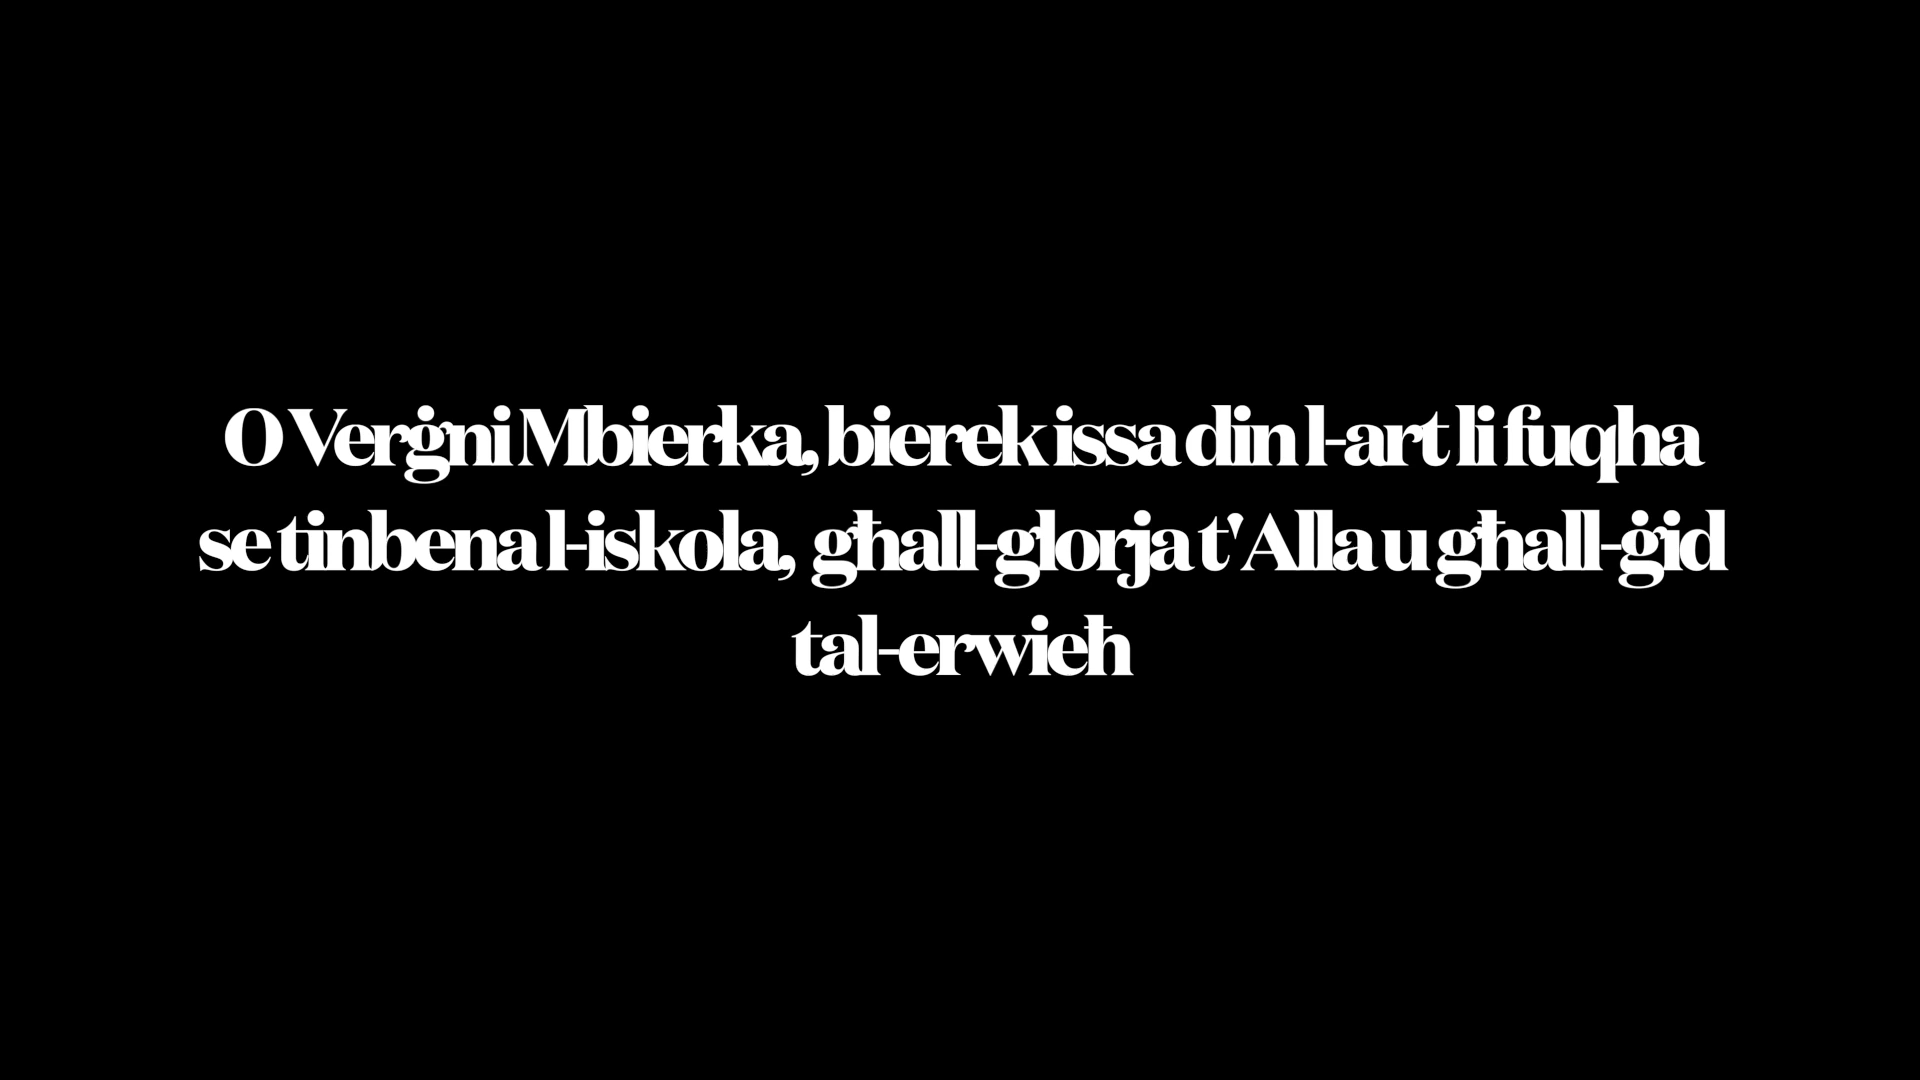 O Verġni Mbierka, bierek issa din l-art li fuqha
se tinbena l-iskola, għall-glorja t'Alla u għall-ġid
tal-erwieħ